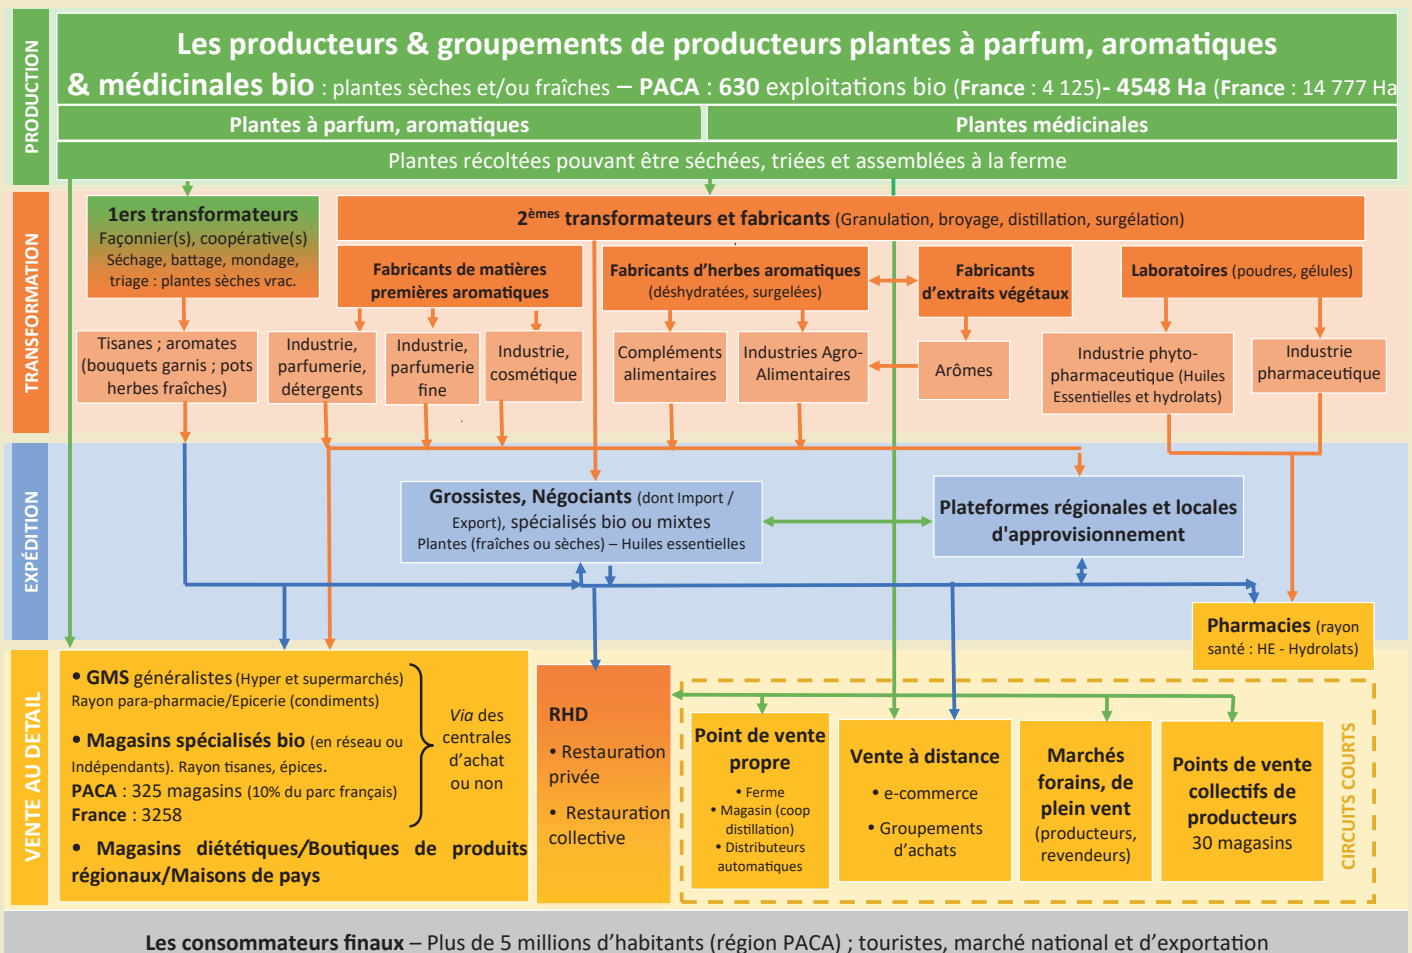 PRODUCTION
Les producteurs & groupements de producteurs plantes à parfum, aromatiques
& médicinales bio : plantes sèches et/ou fraîches – PACA : 630 exploitations bio (France : 4 125)- 4548 Ha (France : 14 777 Ha
Plantes à parfum, aromatiques
Plantes médicinales
Plantes récoltées pouvant être séchées, triées et assemblées à la ferme
TRANSFORMATION
1ers transformateurs
Façonnier(s), coopérative(s)
Séchage, battage, mondage,
triage : plantes sèches vrac.
2èmes transformateurs et fabricants (Granulation, broyage, distillation, surgélation)
Fabricants de matières
premières aromatiques
Fabricants d'herbes aromatiques
(déshydratées, surgelées)
Fabricants
d'extraits végétaux
Laboratoires (poudres, gélules)
Tisanes ; aromates
(bouquets garnis ; pots
herbes fraîches)
Industrie,
parfumerie,
détergents
Industrie,
parfumerie
fine
Industrie,
cosmétique
Compléments
alimentaires
Industries Agro-
Alimentaires
Arômes
Industrie phyto-
pharmaceutique (Huiles
Essentielles et hydrolats)
Industrie
pharmaceutique
EXPÉDITION
Grossistes, Négociants (dont Import /
Export), spécialisés bio ou mixtes
Plantes (fraîches ou sèches) – Huiles essentielles
Plateformes régionales et locales
d'approvisionnement
Pharmacies (rayon
santé : HE - Hydrolats)
VENTE AU DETAIL
• GMS généralistes (Hyper et supermarchés)
Rayon para-pharmacie/Epicerie (condiments)
• Magasins spécialisés bio (en réseau ou
Indépendants). Rayon tisanes, épices.
PACA : 325 magasins (10% du parc français)
France : 3258
• Magasins diététiques/Boutiques de produits
régionaux/Maisons de pays
Via des
centrales
d'achat
ou non
RHD
• Restauration
privée
• Restauration
collective
Point de vente
propre
• Ferme
• Magasin (coop
distillation)
• Distributeurs
automatiques
Vente à distance
• e-commerce
• Groupements
d'achats
Marchés
forains, de
plein vent
(producteurs,
revendeurs)
Points de vente
collectifs de
producteurs
30 magasins
CIRCUITS COURTS
Les consommateurs finaux – Plus de 5 millions d'habitants (région PACA) ; touristes, marché national et d'exportation